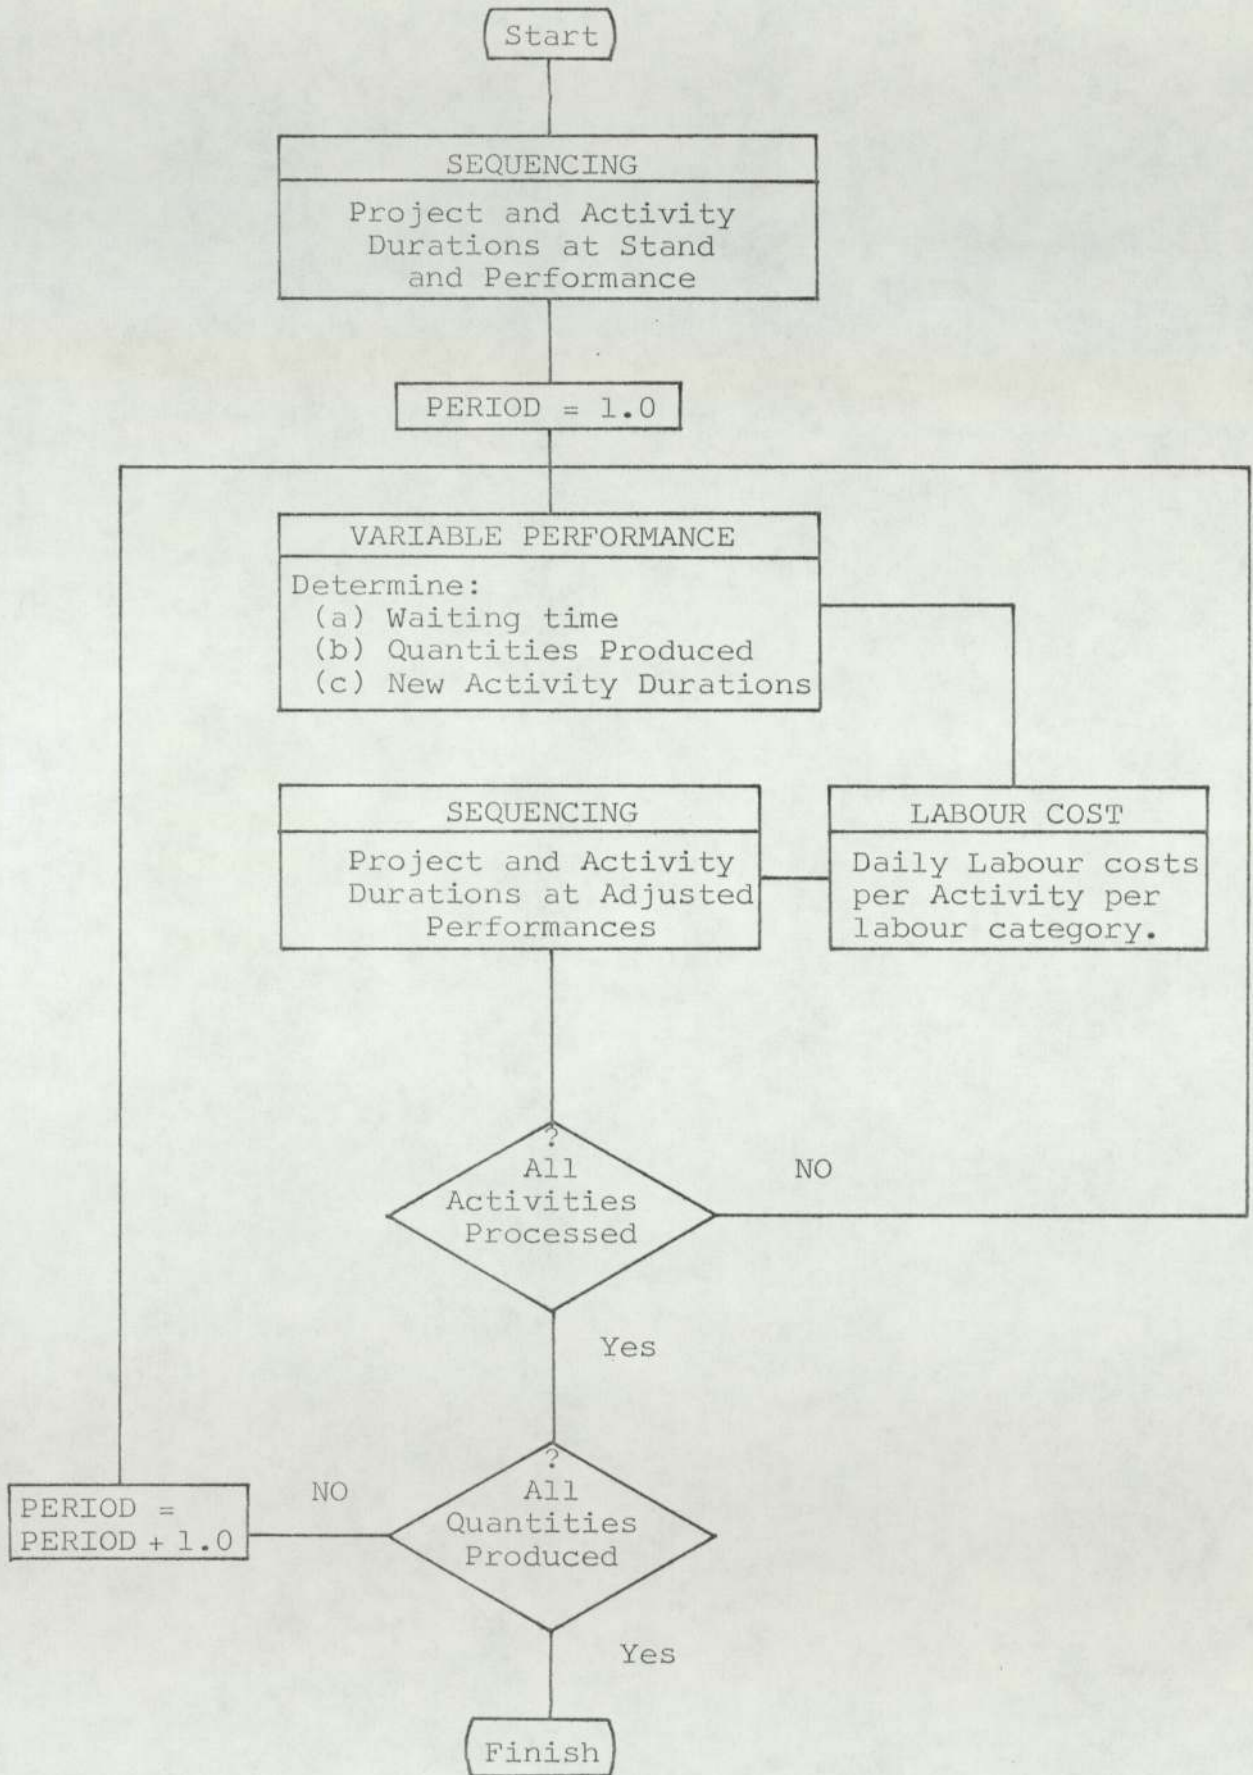 Start
SEQUENCING
Project and Activity
Durations at Stand
and Performance
PERIOD = 1.0
VARIABLE PERFORMANCE
Determine:
(a) Waiting time
(b) Quantities Produced
(c) New Activity Durations
SEQUENCING
Project and Activity
Durations at Adjusted
Performances
LABOUR COST
Daily Labour costs
per Activity per
labour category.
?
All
Activities
Processed
NO
Yes
?
All
Quantities
Produced
NO
PERIOD =
PERIOD + 1.0
Yes
Finish